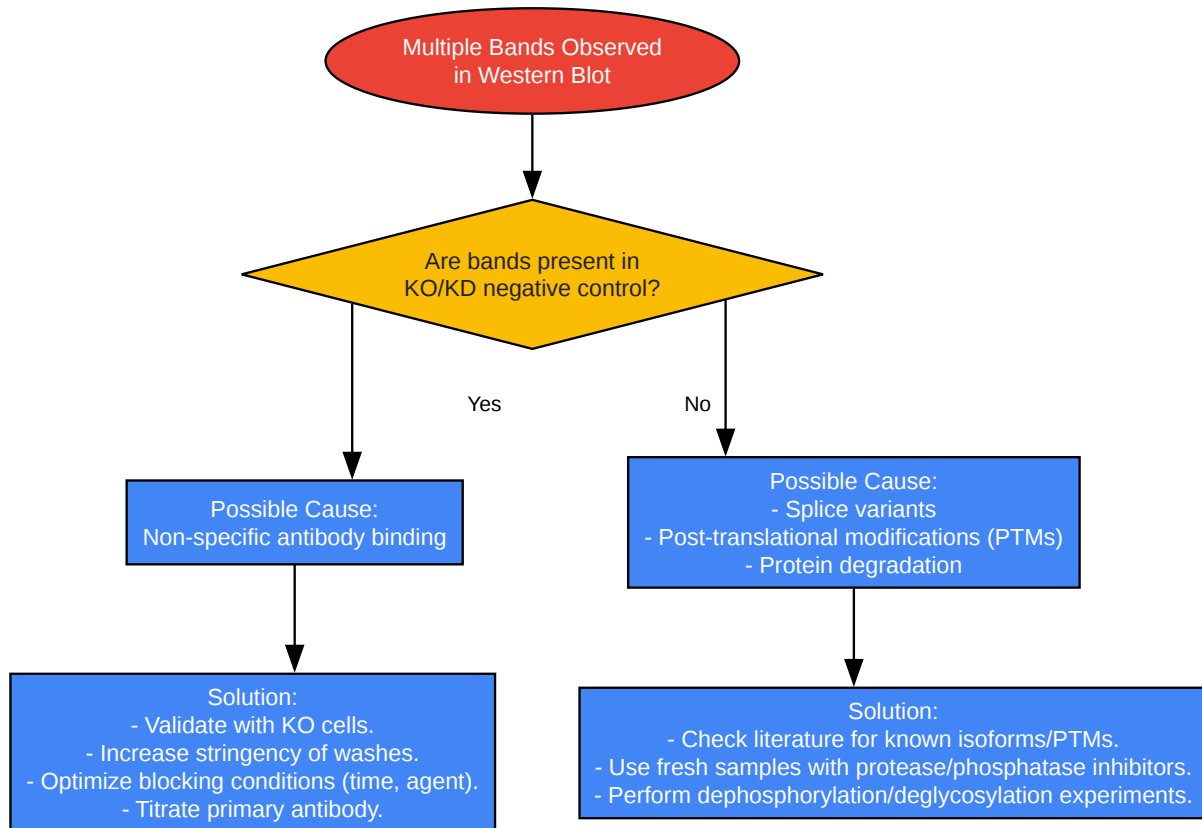 Multiple Bands Observed
in Western Blot
Are bands present in
KO/KD negative control?
Yes
No
Possible Cause:
Non-specific antibody binding
Possible Cause:
- Splice variants
- Post-translational modifications (PTMs)
- Protein degradation
Solution:
- Validate with KO cells.
- Increase stringency of washes.
- Optimize blocking conditions (time, agent).
- Titrate primary antibody.
Solution:
- Check literature for known isoforms/PTMs.
- Use fresh samples with protease/phosphatase inhibitors.
- Perform dephosphorylation/deglycosylation experiments.